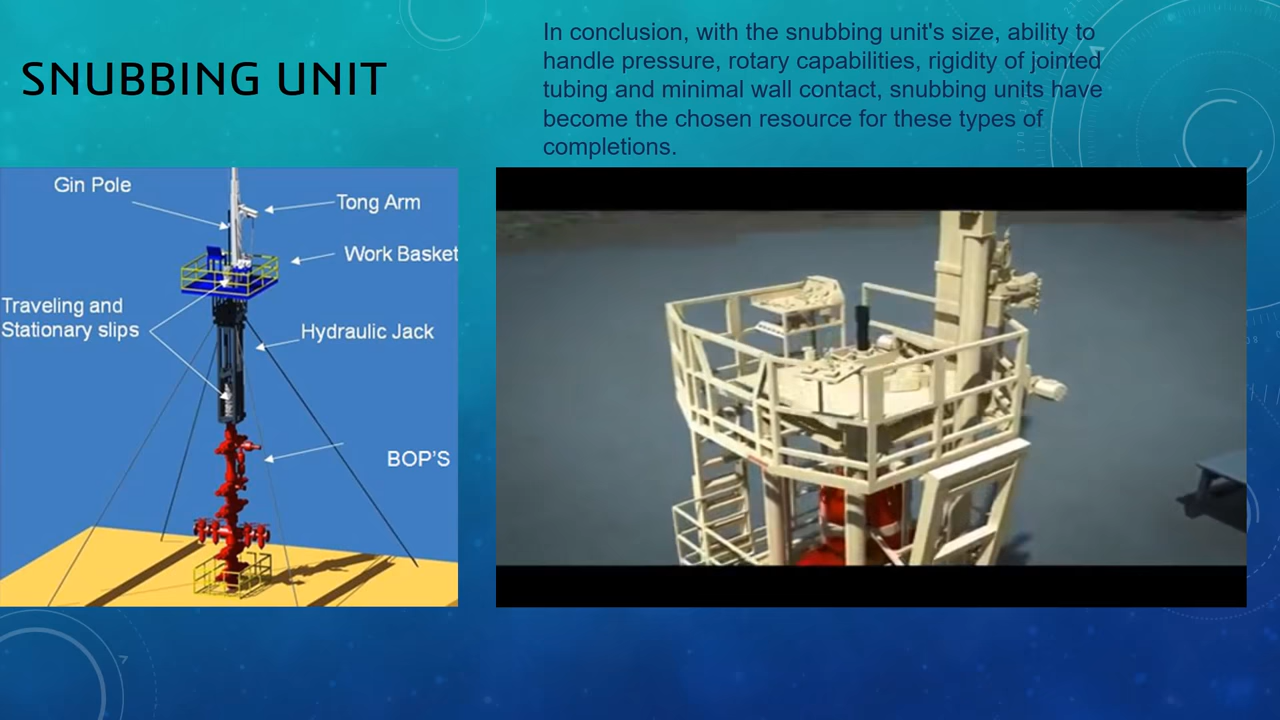 SNUBBING UNIT
In conclusion, with the snubbing unit's size, ability to
handle pressure, rotary capabilities, rigidity of jointed
tubing and minimal wall contact, snubbing units have
become the chosen resource for these types of
completions.
Gin Pole
Tong Arm
Work Basket
Traveling and
Stationary slips
Hydraulic Jack
BOP'S